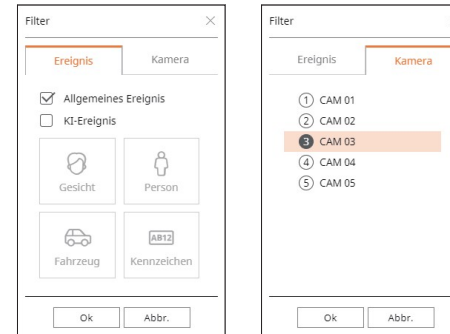 Filter
Ereignis Kamera
Allgemeines Ereignis
KI-Ereignis
Gesicht Person
AB12
Fahrzeug Kennzeichen
Ok Abbr.
Filter
Ereignis Kamera
1 CAM 01
2 CAM 02
3 CAM 03
4 CAM 04
5 CAM 05
Ok Abbr.